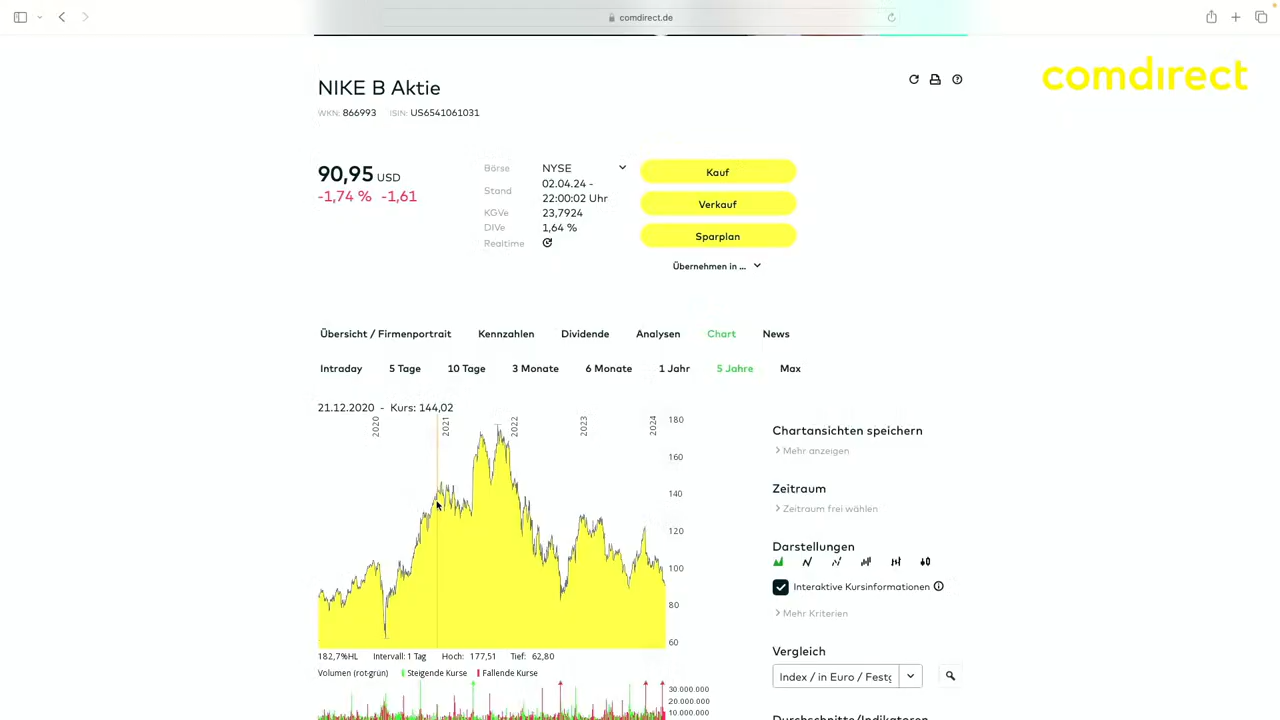 comdirect.de
comdirect
NIKE B Aktie
WKN: 866993 ISIN: US6541061031
90,95 USD
-1,74 % -1,61
Börse NYSE
Stand 02.04.24 -
22:00:02 Uhr
KGVe 23,7924
DIVe 1,64 %
Realtime
Kauf
Verkauf
Sparplan
Übernehmen in ...
Übersicht / Firmenportrait Kennzahlen Dividende Analysen Chart News
Intraday 5 Tage 10 Tage 3 Monate 6 Monate 1 Jahr 5 Jahre Max
21.12.2020 - Kurs: 144,02
2020 2021 2022 2023 2024
180
160
140
120
100
80
60
182,7%HL Intervall: 1 Tag Hoch: 177,51 Tief: 62,80
Volumen (rot-grün) Steigende Kurse Fallende Kurse
30.000.000
20.000.000
10.000.000
Chartansichten speichern
Mehr anzeigen
Zeitraum
Zeitraum frei wählen
Darstellungen
Interaktive Kursinformationen
Mehr Kriterien
Vergleich
Index / in Euro / Festg
Durchschnitte/Indikatoren